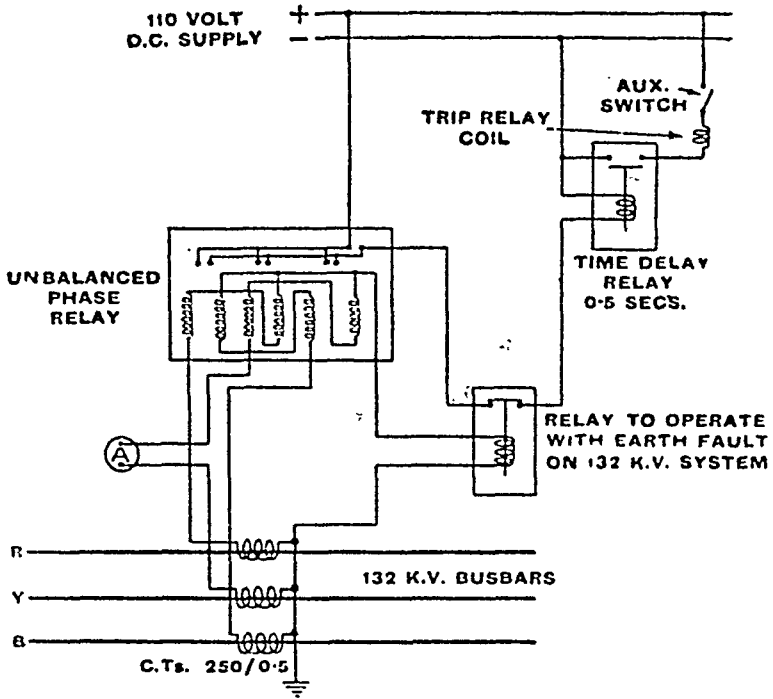 110 VOLT
D.C. SUPPLY
+
−
AUX.
SWITCH
TRIP RELAY
COIL
UNBALANCED
PHASE
RELAY
TIME DELAY
RELAY
0·5 SECS.
RELAY TO OPERATE
WITH EARTH FAULT
ON 132 K.V. SYSTEM
A
R
132 K.V. BUSBARS
Y
B
C.Ts. 250/0·5